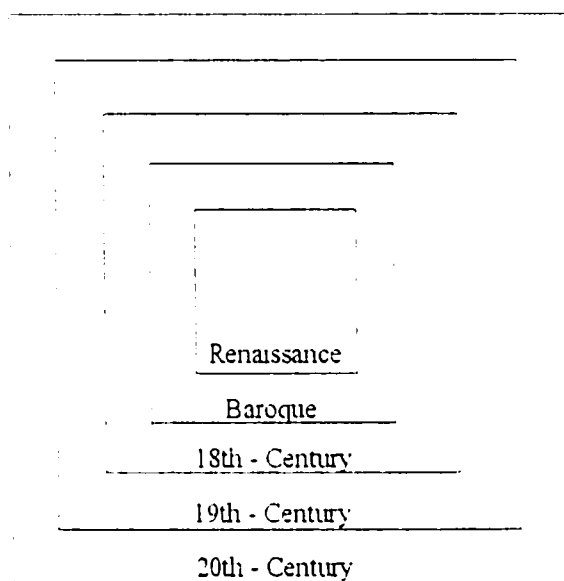 Renaissance
Baroque
18th - Century
19th - Century
20th - Century